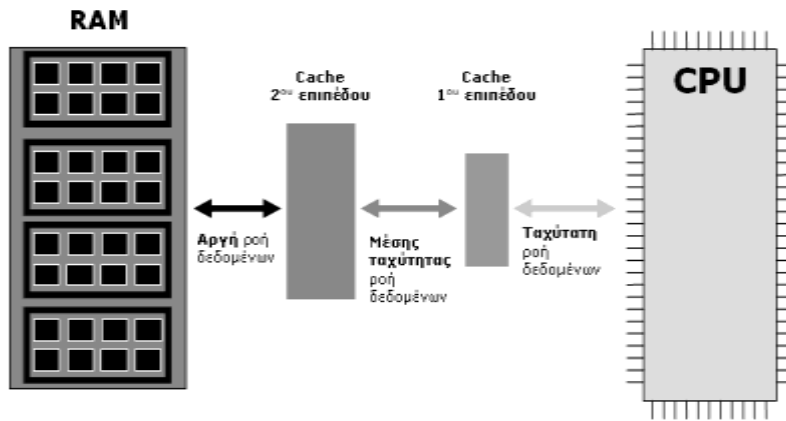 RAM
Cache
2ου επιπέδου
Cache
1ου επιπέδου
CPU
Αργή ροή
δεδομένων
Μέσης
ταχύτητας
ροή
δεδομένων
Ταχύτατη
ροή
δεδομένων